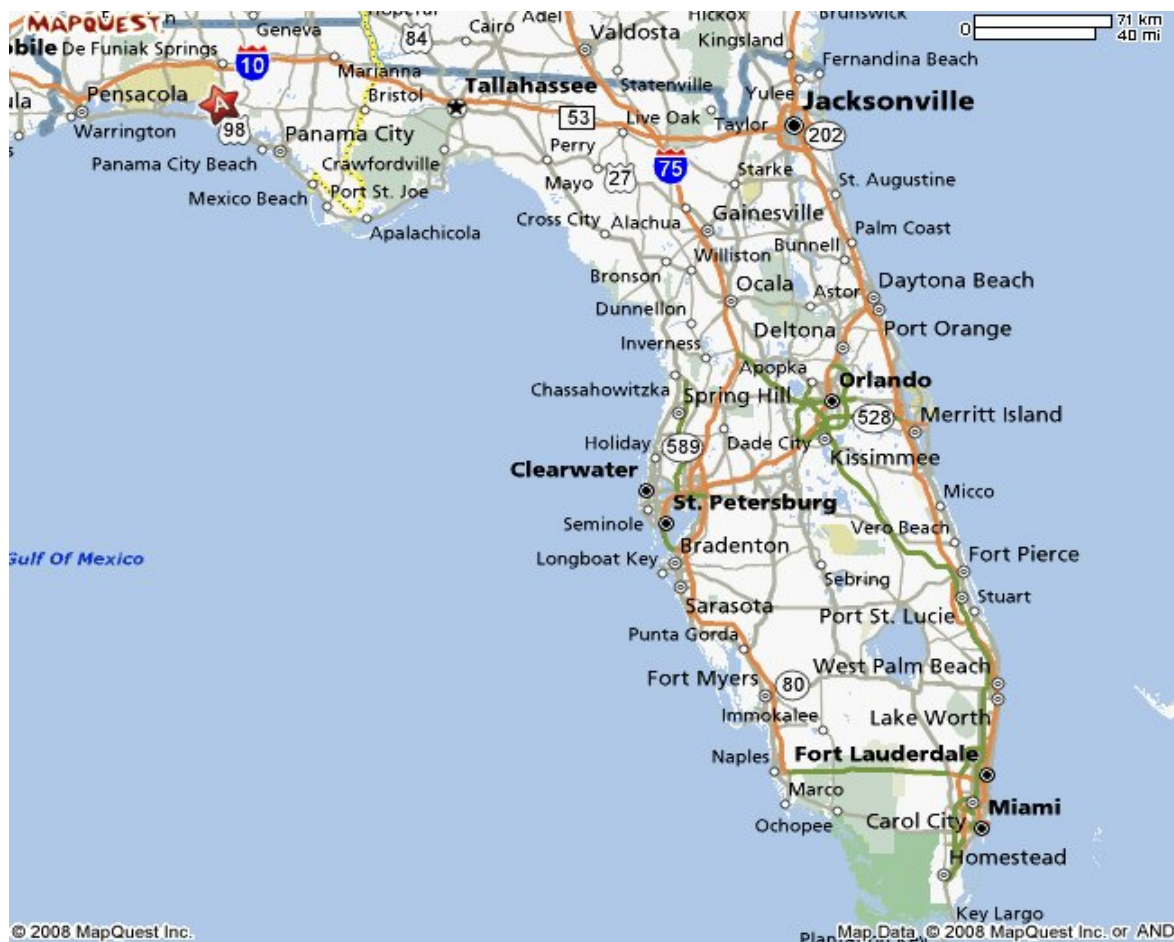 MAPQUEST.
Geneva
84
Cairo
Adel
Valdosta
Hickox
Brunswick
71 km
0
40 mi
De Funiak Springs
Kingsland
10
Marianna
Statenville
Fernandina Beach
Pensacola
Tallahassee
Yulee
Jacksonville
A
Bristol
53
Live Oak
Taylor
202
Warrington
98
Panama City
Perry
Panama City Beach
Crawfordville
75
Starke
Mayo
27
St. Augustine
Mexico Beach
Port St. Joe
Cross City
Alachua
Gainesville
Apalachicola
Palm Coast
Williston
Bunnell
Bronson
Ocala
Astor
Daytona Beach
Dunnellon
Deltona
Port Orange
Inverness
Apopka
Orlando
Chassahowitzka
Spring Hill
528
Merritt Island
Holiday
589
Dade City
Kissimmee
Clearwater
Micco
St. Petersburg
Seminole
Vero Beach
Gulf Of Mexico
Longboat Key
Bradenton
Fort Pierce
Sebring
Sarasota
Port St. Lucie
Stuart
Punta Gorda
Fort Myers
80
West Palm Beach
Immokalee
Lake Worth
Naples
Fort Lauderdale
Marco
Miami
Ochopee
Carol City
Homestead
Key Largo
© 2008 MapQuest Inc.
Map Data © 2008 MapQuest Inc. or AND